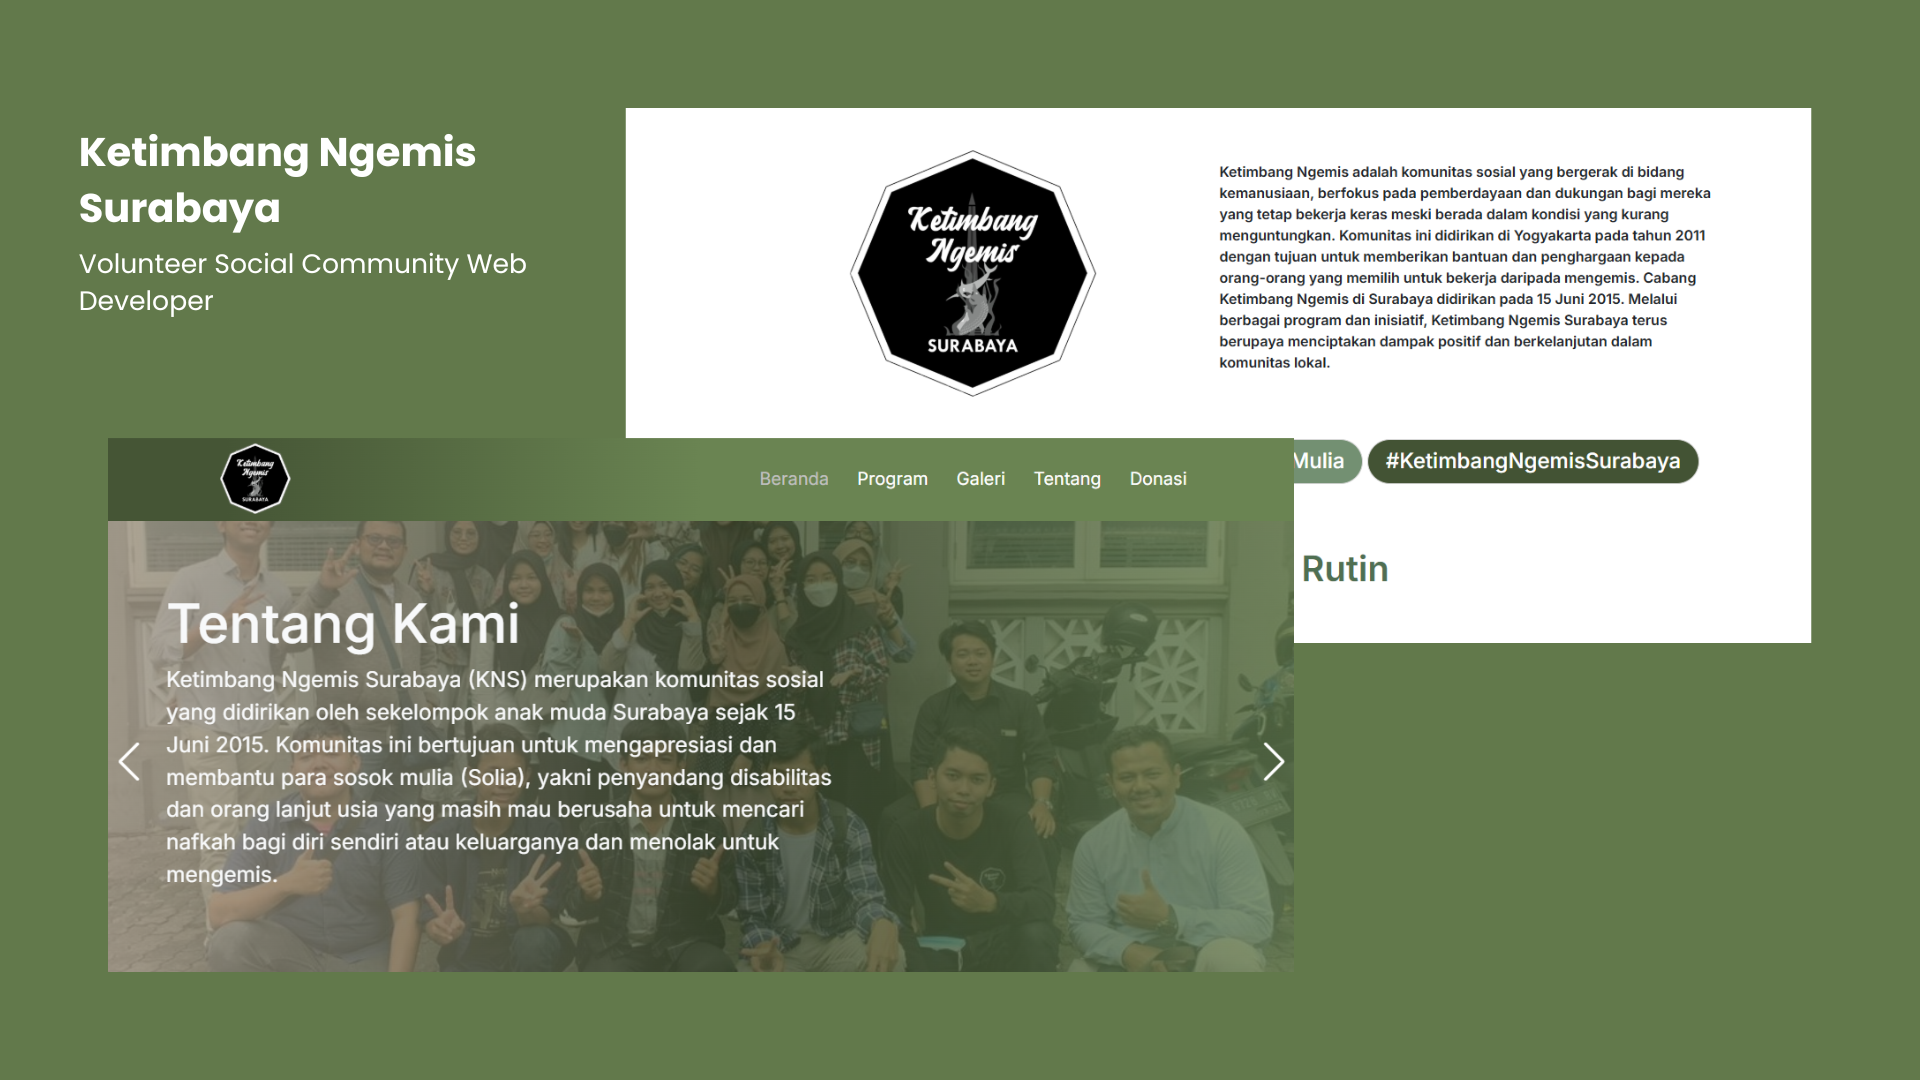 Ketimbang Ngemis
Surabaya
Volunteer Social Community Web
Developer
Ketimbang
Ngemis
SURABAYA
Ketimbang Ngemis adalah komunitas sosial yang bergerak di bidang
kemanusiaan, berfokus pada pemberdayaan dan dukungan bagi mereka
yang tetap bekerja keras meski berada dalam kondisi yang kurang
menguntungkan. Komunitas ini didirikan di Yogyakarta pada tahun 2011
dengan tujuan untuk memberikan bantuan dan penghargaan kepada
orang-orang yang memilih untuk bekerja daripada mengemis. Cabang
Ketimbang Ngemis di Surabaya didirikan pada 15 Juni 2015. Melalui
berbagai program dan inisiatif, Ketimbang Ngemis Surabaya terus
berupaya menciptakan dampak positif dan berkelanjutan dalam
komunitas lokal.
Mulia #KetimbangNgemisSurabaya
Rutin
Ketimbang
Ngemis
SURABAYA
Beranda Program Galeri Tentang Donasi
Tentang Kami
Ketimbang Ngemis Surabaya (KNS) merupakan komunitas sosial
yang didirikan oleh sekelompok anak muda Surabaya sejak 15
Juni 2015. Komunitas ini bertujuan untuk mengapresiasi dan
membantu para sosok mulia (Solia), yakni penyandang disabilitas
dan orang lanjut usia yang masih mau berusaha untuk mencari
nafkah bagi diri sendiri atau keluarganya dan menolak untuk
mengemis.